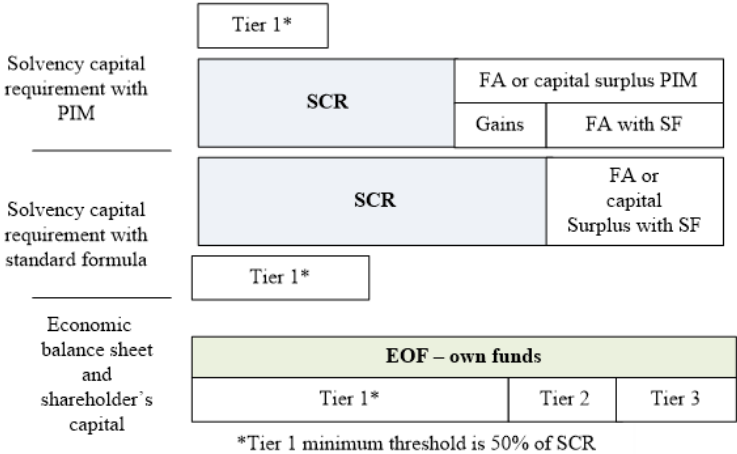 Tier 1*
Solvency capital
requirement with
PIM
SCR
FA or capital surplus PIM
Gains
FA with SF
Solvency capital
requirement with
standard formula
SCR
FA or
capital
Surplus with SF
Tier 1*
Economic
balance sheet
and
shareholder's
capital
EOF – own funds
Tier 1*
Tier 2
Tier 3
*Tier 1 minimum threshold is 50% of SCR